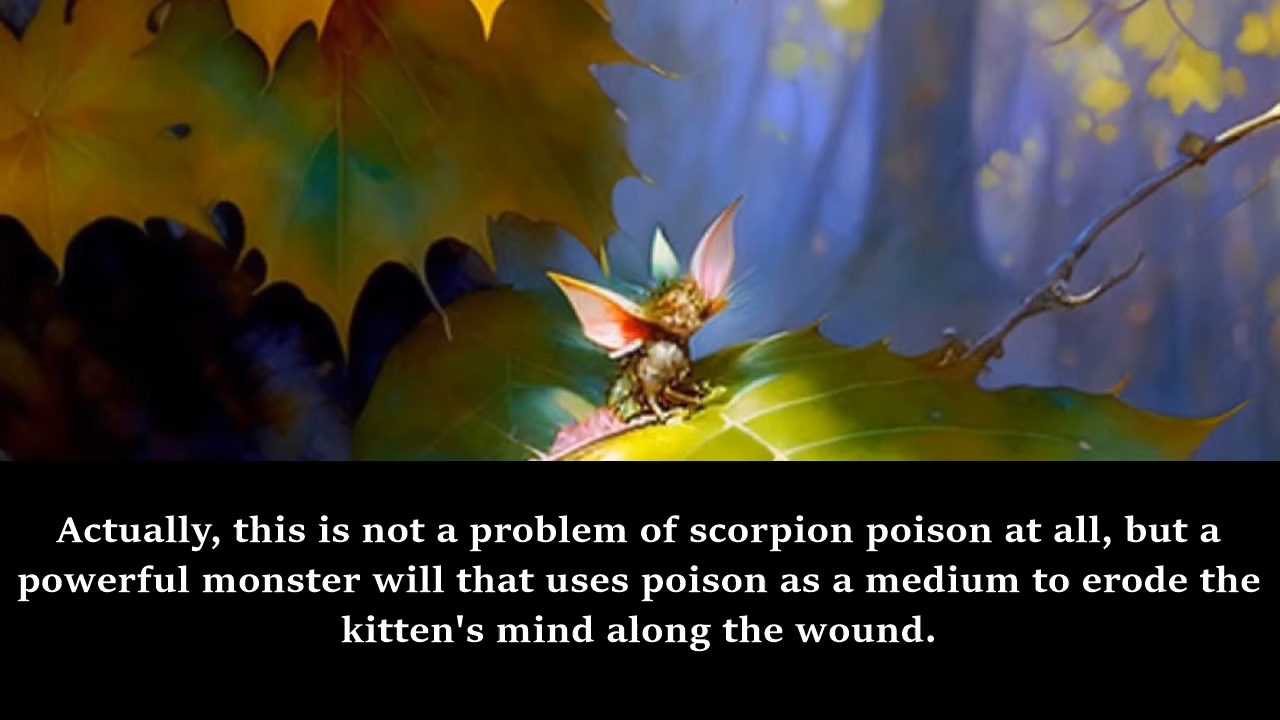 Actually, this is not a problem of scorpion poison at all, but a
powerful monster will that uses poison as a medium to erode the
kitten's mind along the wound.